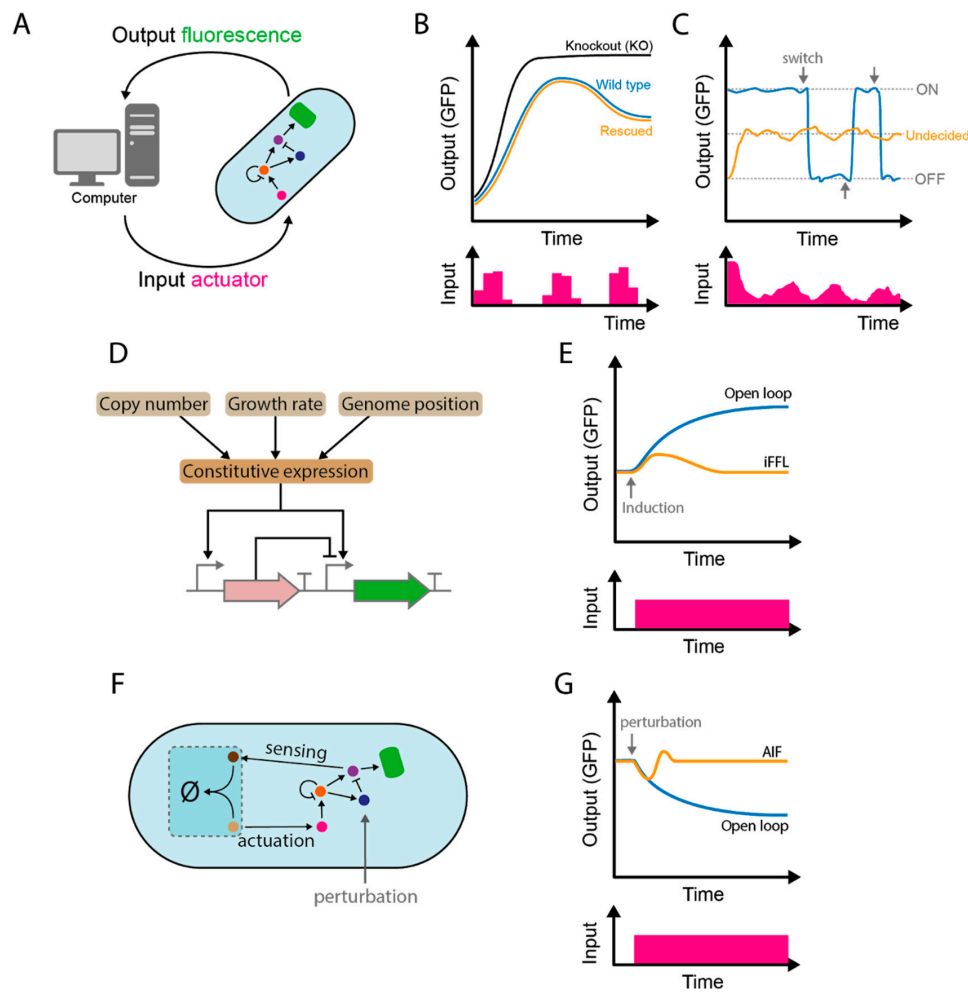 A
Output fluorescence
Computer
Input actuator
B
Output (GFP)
Knockout (KO)
Wild type
Rescued
Time
Input
Time
C
Output (GFP)
switch
ON
Undecided
OFF
Time
Input
Time
D
Copy number
Growth rate
Genome position
Constitutive expression
E
Output (GFP)
Open loop
iFFL
Induction
Time
Input
Time
F
sensing
Ø
actuation
perturbation
G
Output (GFP)
perturbation
AIF
Open loop
Time
Input
Time